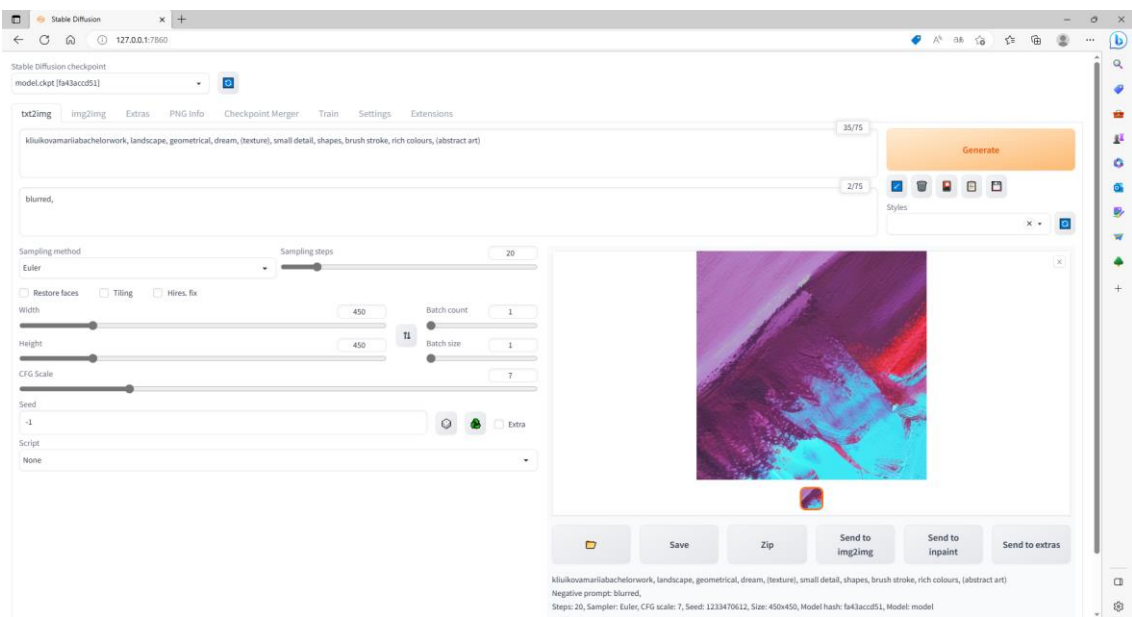 Stable Diffusion
127.0.0.1:7860
Stable Diffusion checkpoint
model.ckpt [fa43accd51]
txt2img img2img Extras PNG Info Checkpoint Merger Train Settings Extensions
35/75
kliuikovamariiabachelorwork, landscape, geometrical, dream, (texture), small detail, shapes, brush stroke, rich colours, (abstract art)
Generate
2/75
blurred,
Styles
Sampling method
Euler
Sampling steps
20
Restore faces Tiling Hires. fix
Width
450
Batch count
1
Height
450
Batch size
1
CFG Scale
7
Seed
-1
Extra
Script
None
Save
Zip
Send to img2img
Send to inpaint
Send to extras
kliuikovamariiabachelorwork, landscape, geometrical, dream, (texture), small detail, shapes, brush stroke, rich colours, (abstract art)
Negative prompt: blurred,
Steps: 20, Sampler: Euler, CFG scale: 7, Seed: 1233470612, Size: 450x450, Model hash: fa43accd51, Model: model